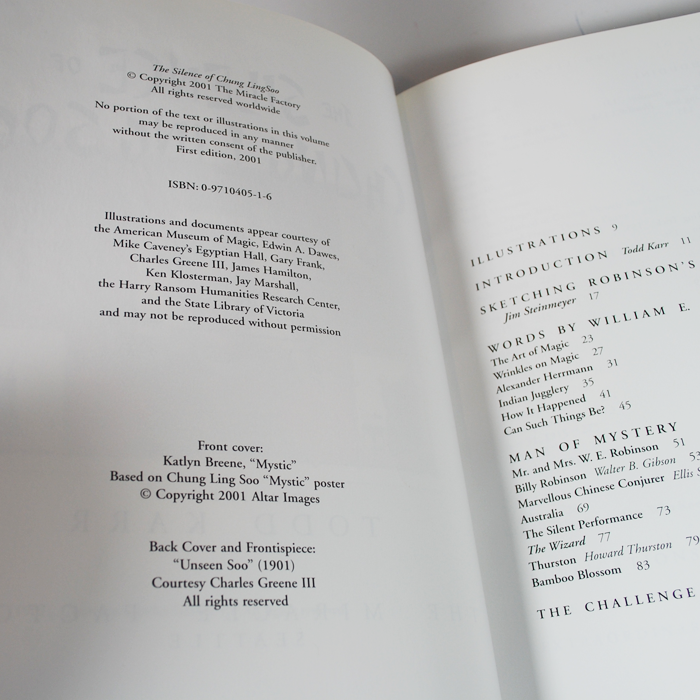 The Silence of Chung LingSoo
© Copyright 2001 The Miracle Factory
All rights reserved worldwide
No portion of the text or illustrations in this volume
may be reproduced in any manner
without the written consent of the publisher.
First edition, 2001
ISBN: 0-9710405-1-6
Illustrations and documents appear courtesy of
the American Museum of Magic, Edwin A. Dawes,
Mike Caveney's Egyptian Hall, Gary Frank,
Charles Greene III, James Hamilton,
Ken Klosterman, Jay Marshall,
the Harry Ransom Humanities Research Center,
and the State Library of Victoria
and may not be reproduced without permission
Front cover:
Katlyn Breene, “Mystic”
Based on Chung Ling Soo “Mystic” poster
© Copyright 2001 Altar Images
Back Cover and Frontispiece:
“Unseen Soo” (1901)
Courtesy Charles Greene III
All rights reserved
ILLUSTRATIONS 9
INTRODUCTION Todd Karr 11
SKETCHING ROBINSON'S
Jim Steinmeyer 17
WORDS BY WILLIAM E.
The Art of Magic 23
Wrinkles on Magic 27
Alexander Herrmann 31
Indian Jugglery 35
How It Happened 41
Can Such Things Be? 45
MAN OF MYSTERY
Mr. and Mrs. W. E. Robinson 51
Billy Robinson Walter B. Gibson 53
Marvellous Chinese Conjurer Ellis S
Australia 69
The Silent Performance 73
The Wizard 77
Thurston Howard Thurston 79
Bamboo Blossom 83
THE CHALLENGE